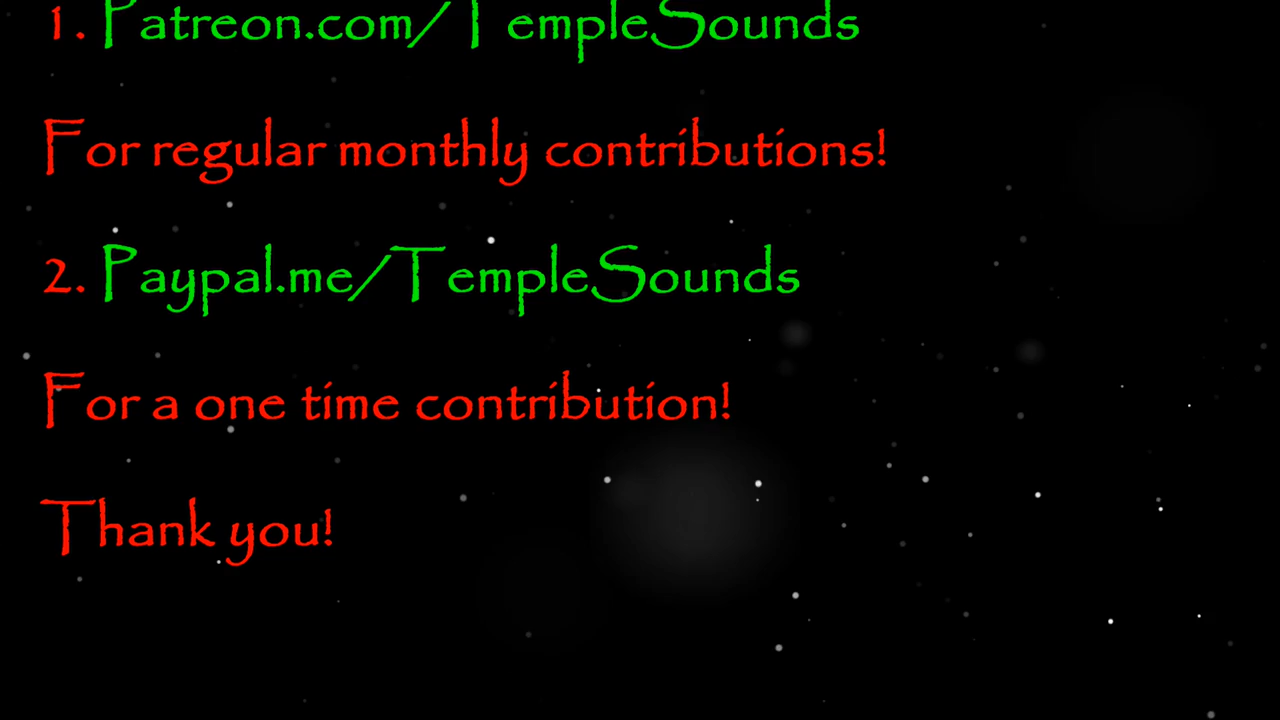 1. Patreon.com/TempleSounds
For regular monthly contributions!
2. Paypal.me/TempleSounds
For a one time contribution!
Thank you!